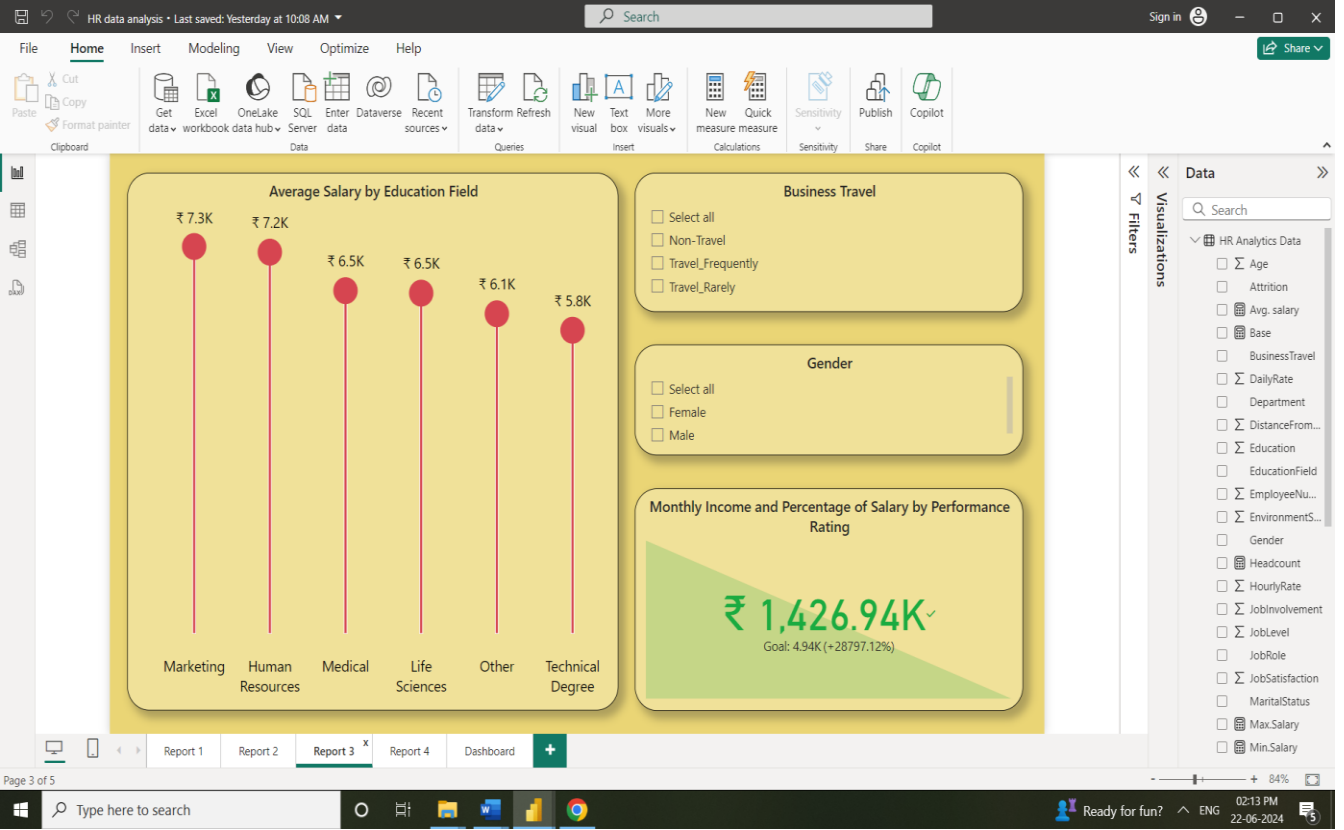 HR data analysis • Last saved: Yesterday at 10:08 AM
Search
Sign in
File Home Insert Modeling View Optimize Help
Share
Paste
Cut
Copy
Format painter
Clipboard
Get data
Excel workbook
OneLake data hub
SQL Server
Enter data
Dataverse
Recent sources
Data
Transform data
Refresh
Queries
New visual
Text box
More visuals
Insert
New measure
Quick measure
Calculations
Sensitivity
Sensitivity
Publish
Share
Copilot
Copilot
Average Salary by Education Field
₹ 7.3K
₹ 7.2K
₹ 6.5K
₹ 6.5K
₹ 6.1K
₹ 5.8K
Marketing
Human Resources
Medical
Life Sciences
Other
Technical Degree
Business Travel
Select all
Non-Travel
Travel_Frequently
Travel_Rarely
Gender
Select all
Female
Male
Monthly Income and Percentage of Salary by Performance
Rating
₹ 1,426.94K
Goal: 4.94K (+28797.12%)
Filters
Visualizations
Data
Search
HR Analytics Data
Age
Attrition
Avg. salary
Base
BusinessTravel
DailyRate
Department
DistanceFrom...
Education
EducationField
EmployeeNu...
EnvironmentS...
Gender
Headcount
HourlyRate
JobInvolvement
JobLevel
JobRole
JobSatisfaction
MaritalStatus
Max.Salary
Min.Salary
Report 1
Report 2
Report 3 x
Report 4
Dashboard
+
Page 3 of 5
- + 84%
Type here to search
Ready for fun?
ENG
02:13 PM
22-06-2024
5